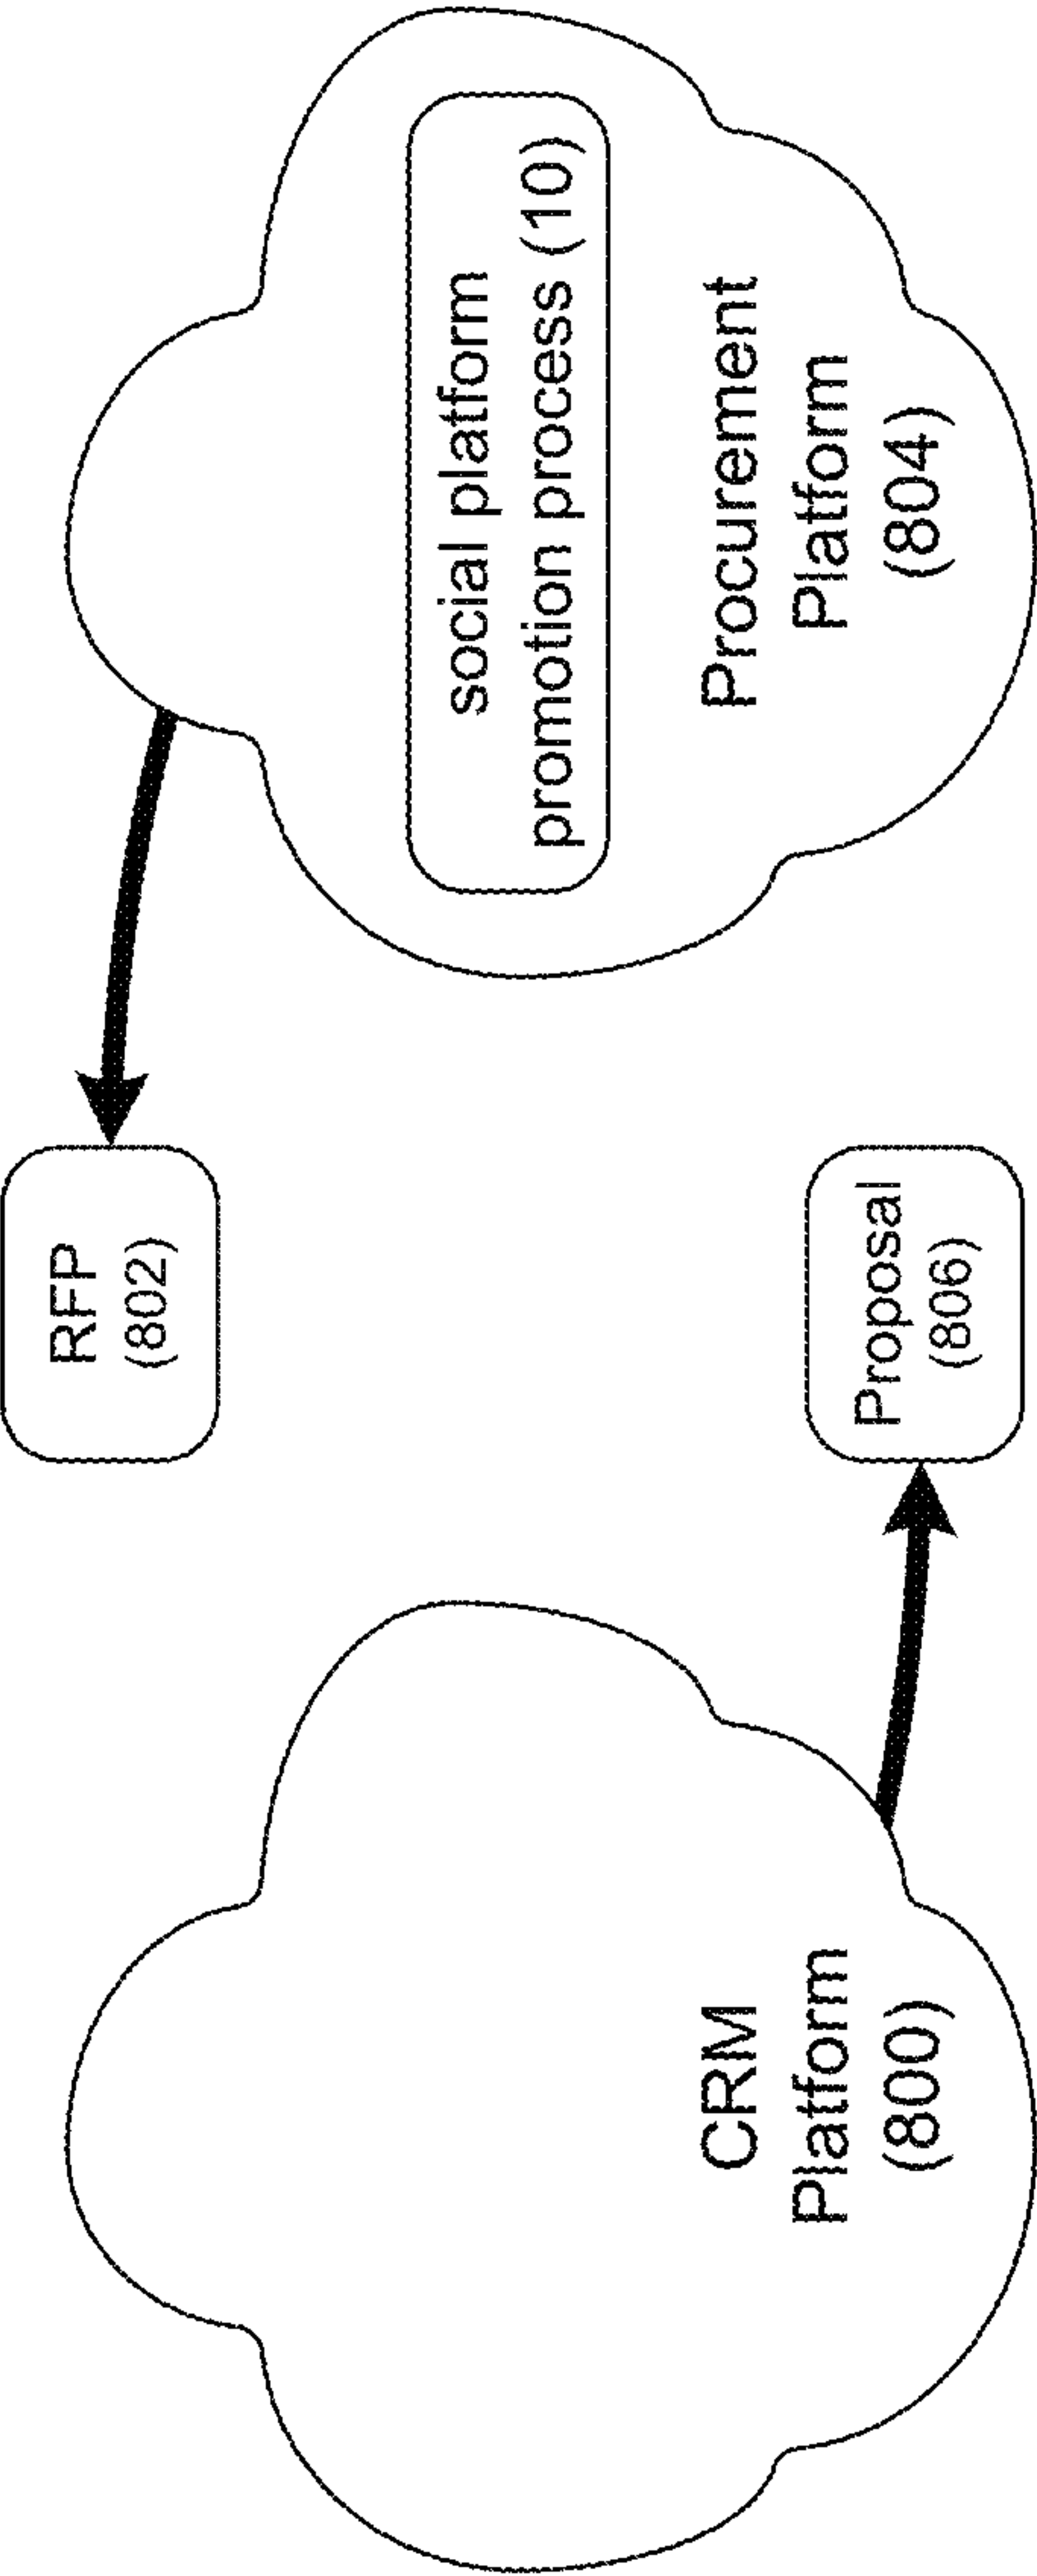 RFP
(802)
social platform
promotion process (10)
Procurement
Platform
(804)
CRM
Platform
(800)
Proposal
(806)